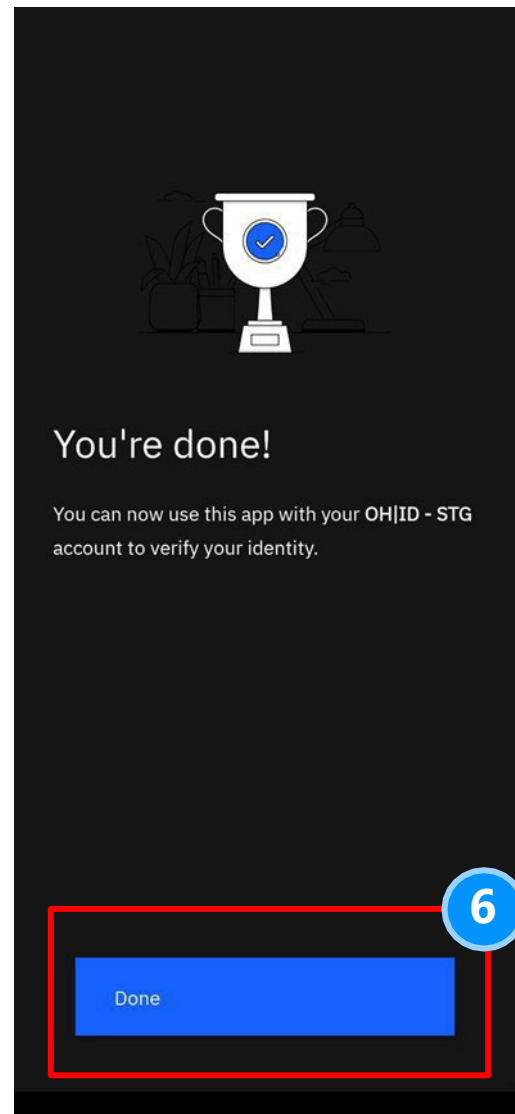 You're done!
You can now use this app with your OH|ID - STG
account to verify your identity.
6
Done